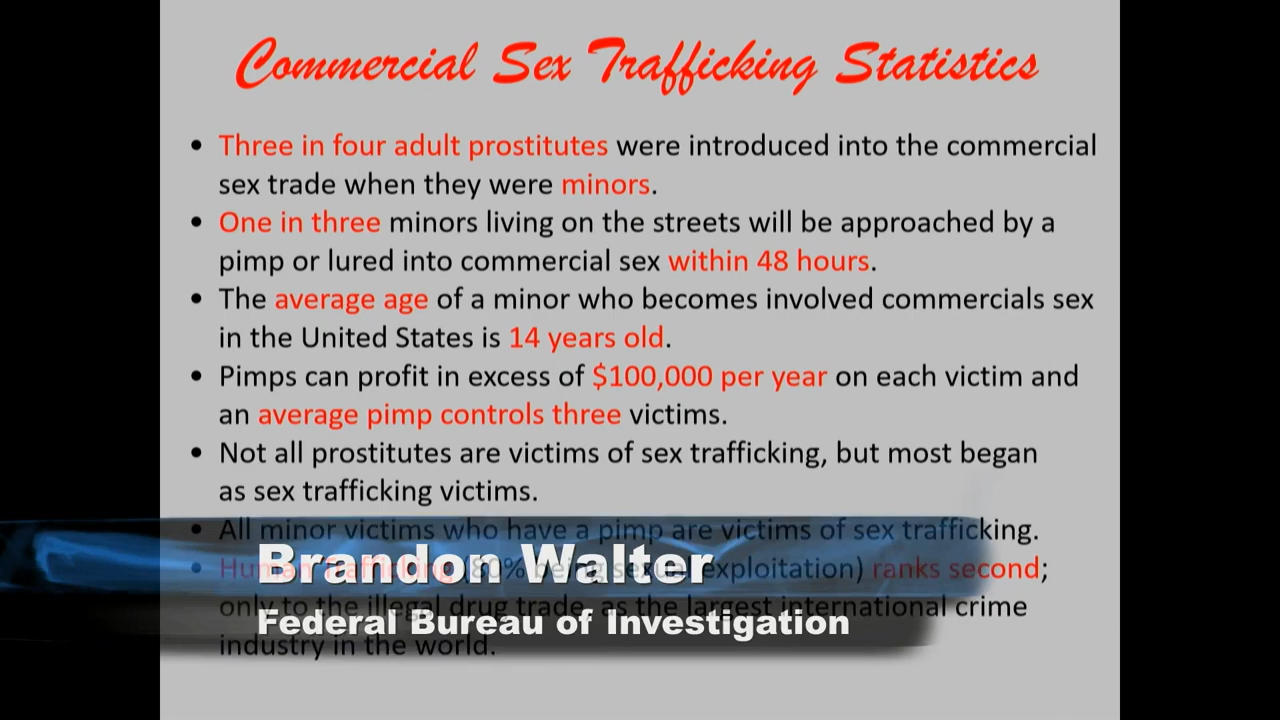 Commercial Sex Trafficking Statistics
• Three in four adult prostitutes were introduced into the commercial
sex trade when they were minors.
• One in three minors living on the streets will be approached by a
pimp or lured into commercial sex within 48 hours.
• The average age of a minor who becomes involved commercials sex
in the United States is 14 years old.
• Pimps can profit in excess of $100,000 per year on each victim and
an average pimp controls three victims.
• Not all prostitutes are victims of sex trafficking, but most began
as sex trafficking victims.
• All minor victims who have a pimp are victims of sex trafficking.
• Human Trafficking (80% being sexual exploitation) ranks second;
only to the illegal drug trade, as the largest international crime
industry in the world.
Brandon Walter
Federal Bureau of Investigation